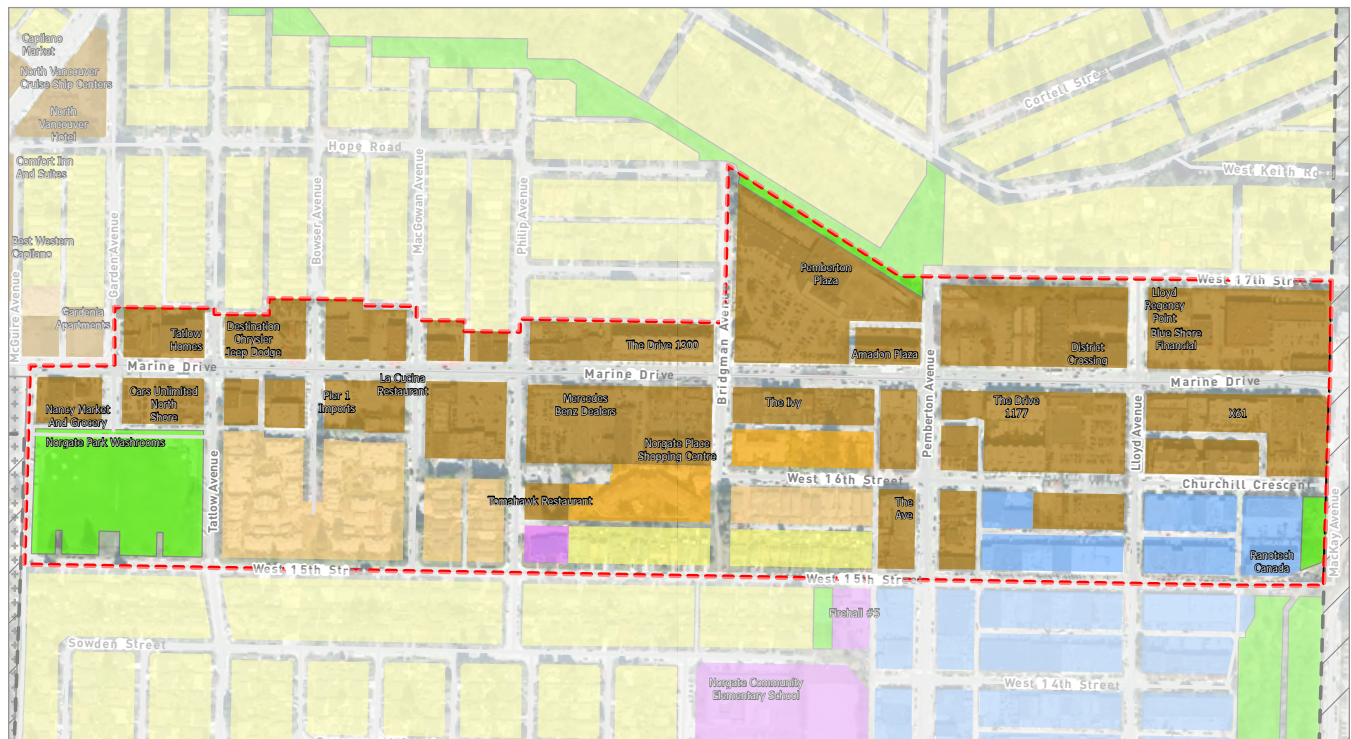 Capilano
Market
North Vancouver
Cruise Ship Centers
North
Vancouver
Hotel
Comfort Inn
And Suites
Best Western
Capilano
Gardenia
Apartments
McGuire Avenue
Garden Avenue
Hope Road
Bowser Avenue
MacGowan Avenue
Philip Avenue
Cortell Street
West Keith
West 17th Stre
Pemberton
Plaza
Bridgman Avenue
Amadon Plaza
Pemberton Avenue
District
Crossing
Lloyd
Regency
Point
Blue Shore
Financial
Tatlow
Homes
Destination
Chrysler
Jeep Dodge
The Drive 1300
Marine Drive
Marine Drive
Marine Drive
Nancy Market
And Grocery
Cars Unlimited
North
Shore
Pier 1
Imports
La Cucina
Restaurant
Mercedes
Benz Dealers
The Ivy
The Drive
1177
Lloyd Avenue
X61
Norgate Park Washrooms
Norgate Place
Shopping Centre
Tatlow Avenue
Tomahawk Restaurant
West 16th Street
The
Ave
Churchill Crescent
Ranotech
Canada
MacKay Avenue
West 15th Str
West 15th Street
Firehall #5
Sowden Street
Norgate Community
Elementary School
West 14th Street